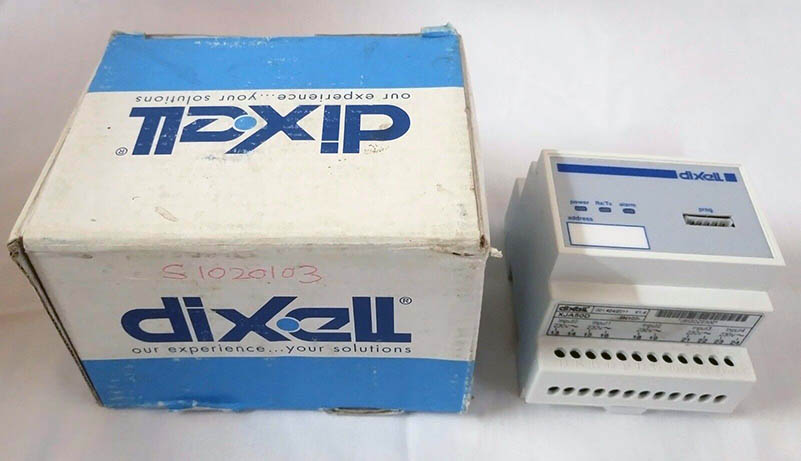 dixell®
our experience...your solutions
S1020103
dixell®
our experience...your solutions
dixell
power Rx/Tx alarm
prog
address
dixell
XJA50D